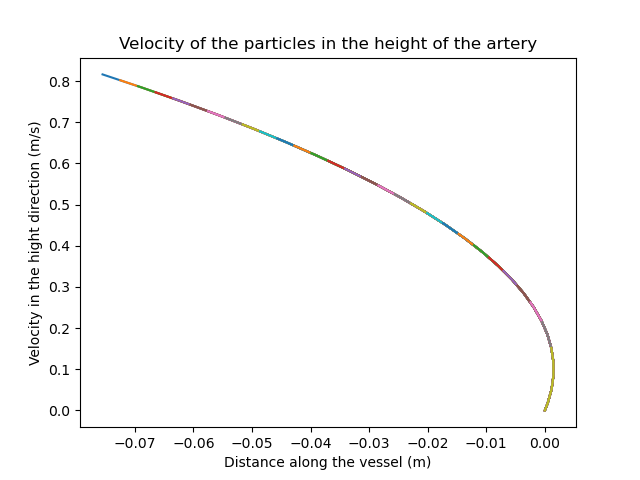 Velocity of the particles in the height of the artery
Velocity in the hight direction (m/s)
0.8
0.7
0.6
0.5
0.4
0.3
0.2
0.1
0.0
−0.07 −0.06 −0.05 −0.04 −0.03 −0.02 −0.01 0.00
Distance along the vessel (m)